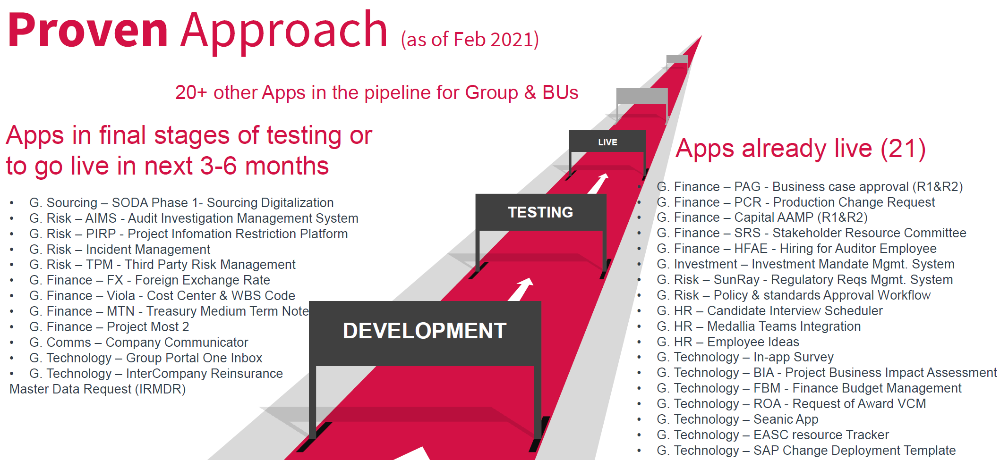 Proven Approach (as of Feb 2021)
20+ other Apps in the pipeline for Group & BUs
Apps in final stages of testing or
to go live in next 3-6 months
• G. Sourcing – SODA Phase 1- Sourcing Digitalization
• G. Risk – AIMS - Audit Investigation Management System
• G. Risk – PIRP - Project Infomation Restriction Platform
• G. Risk – Incident Management
• G. Risk – TPM - Third Party Risk Management
• G. Finance – FX - Foreign Exchange Rate
• G. Finance – Viola - Cost Center & WBS Code
• G. Finance – MTN - Treasury Medium Term Note
• G. Finance – Project Most 2
• G. Comms – Company Communicator
• G. Technology – Group Portal One Inbox
• G. Technology – InterCompany Reinsurance
Master Data Request (IRMDR)
LIVE
TESTING
DEVELOPMENT
Apps already live (21)
• G. Finance – PAG - Business case approval (R1&R2)
• G. Finance – PCR - Production Change Request
• G. Finance – Capital AAMP (R1&R2)
• G. Finance – SRS - Stakeholder Resource Committee
• G. Finance – HFAE - Hiring for Auditor Employee
• G. Investment – Investment Mandate Mgmt. System
• G. Risk – SunRay - Regulatory Reqs Mgmt. System
• G. Risk – Policy & standards Approval Workflow
• G. HR – Candidate Interview Scheduler
• G. HR – Medallia Teams Integration
• G. HR – Employee Ideas
• G. Technology – In-app Survey
• G. Technology – BIA - Project Business Impact Assessment
• G. Technology – FBM - Finance Budget Management
• G. Technology – ROA - Request of Award VCM
• G. Technology – Seanic App
• G. Technology – EASC resource Tracker
• G. Technology – SAP Change Deployment Template